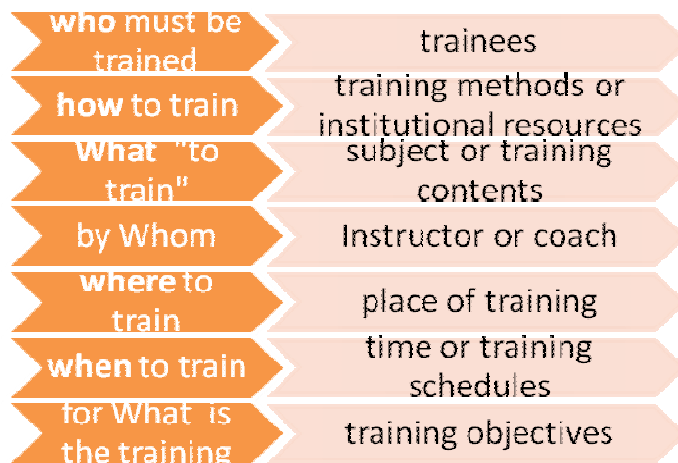 who must be
trained
trainees
how to train
training methods or
institutional resources
What "to
train"
subject or training
contents
by Whom
Instructor or coach
where to
train
place of training
when to train
time or training
schedules
for What is
the training
training objectives